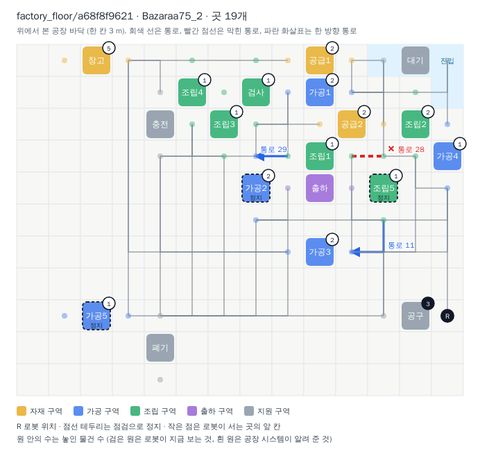 factory_floor/a68f8f9621 · Bazaraa75_2 · 곳 19개
위에서 본 공장 바닥 (한 칸 3 m). 회색 선은 통로, 빨간 점선은 막힌 통로, 파란 화살표는 한 방향 통로
창고 5
공급1 2
대기
진입
조립4 1
검사 1
가공1 2
충전
조립3 1
공급2 2
조립2 1
통로 29
조립1 1
✕ 통로 28
가공4 1
가공2 2
정지
출하
조립5 1
정지
가공3 2
통로 11
가공5 1
정지
공구 3
R
폐기
자재 구역
가공 구역
조립 구역
출하 구역
지원 구역
R 로봇 위치 · 점선 테두리는 점검으로 정지 · 작은 점은 로봇이 서는 곳의 앞 칸
원 안의 수는 놓인 물건 수 (검은 원은 로봇이 지금 보는 것, 흰 원은 공장 시스템이 알려 준 것)